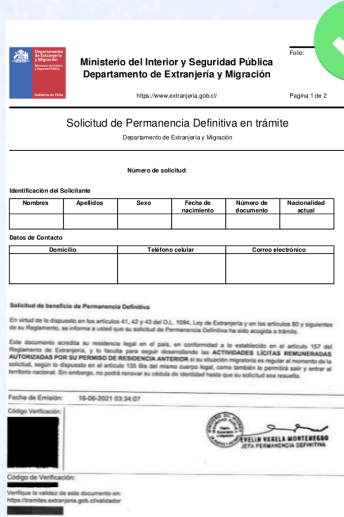 Departamento
de Extranjería
y Migración
Gobierno de Chile
Ministerio del Interior y Seguridad Pública
Departamento de Extranjería y Migración
https://www.extranjeria.gob.cl/
Folio:
Pagina 1 de 2
Solicitud de Permanencia Definitiva en trámite
Departamento de Extranjería y Migración
Número de solicitud:
Identificación del Solicitante
Nombres Apellidos Sexo Fecha de nacimiento Número de documento Nacionalidad actual
Datos de Contacto
Domicilio Teléfono celular Correo electrónico
Solicitud de beneficio de Permanencia Definitiva
En virtud de lo dispuesto en los artículos 41, 42 y 43 del D.L. 1094, Ley de Extranjería y en los artículos 80 y siguientes
de su Reglamento, se informa a usted que su solicitud de Permanencia Definitiva ha sido acogida a trámite.
Este documento acredita su residencia legal en el país, en conformidad a lo establecido en el artículo 157 del
Reglamento de Extranjería, y lo faculta para seguir desarrollando las ACTIVIDADES LÍCITAS REMUNERADAS
AUTORIZADAS POR SU PERMISO DE RESIDENCIA ANTERIOR si su situación migratoria es regular al momento de la
solicitud, según lo dispuesto en el artículo 135 Bis del mismo cuerpo legal, como también le permitirá salir y entrar al
territorio nacional. Sin embargo, no podrá renovar su cédula de identidad hasta que su solicitud sea resuelta.
Fecha de Emisión: 16-06-2021 03:34:07
Código Verificación:
EVELIN VARELA MONTENEGRO
JEFA PERMANENCIA DEFINITIVA
Código de Verificación:
Verifique la validez de este documento en:
https://tramites.extranjeria.gob.cl/validador